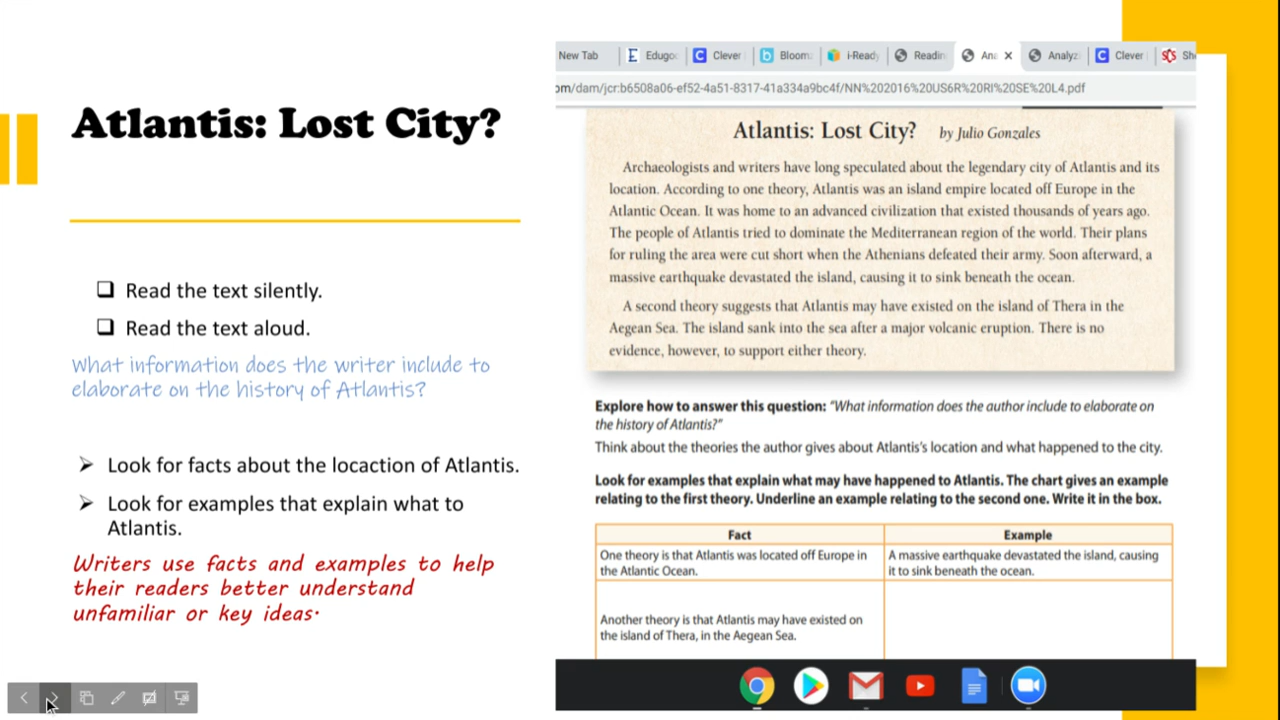 Atlantis: Lost City?
Read the text silently.
Read the text aloud.
What information does the writer include to
elaborate on the history of Atlantis?
Look for facts about the locaction of Atlantis.
Look for examples that explain what to
Atlantis.
Writers use facts and examples to help
their readers better understand
unfamiliar or key ideas.
New Tab
Edugo
Clever
Bloom
i-Ready
Readin
Ana
Analyz
Clever
om/dam/jcr:b6508a06-ef52-4a51-8317-41a334a9bc4f/NN%202016%20US6R%20RI%20SE%20L4.pdf
Atlantis: Lost City? by Julio Gonzales
Archaeologists and writers have long speculated about the legendary city of Atlantis and its
location. According to one theory, Atlantis was an island empire located off Europe in the
Atlantic Ocean. It was home to an advanced civilization that existed thousands of years ago.
The people of Atlantis tried to dominate the Mediterranean region of the world. Their plans
for ruling the area were cut short when the Athenians defeated their army. Soon afterward, a
massive earthquake devastated the island, causing it to sink beneath the ocean.
A second theory suggests that Atlantis may have existed on the island of Thera in the
Aegean Sea. The island sank into the sea after a major volcanic eruption. There is no
evidence, however, to support either theory.
Explore how to answer this question: "What information does the author include to elaborate on
the history of Atlantis?"
Think about the theories the author gives about Atlantis's location and what happened to the city.
Look for examples that explain what may have happened to Atlantis. The chart gives an example
relating to the first theory. Underline an example relating to the second one. Write it in the box.
Fact
Example
One theory is that Atlantis was located off Europe in
the Atlantic Ocean.
A massive earthquake devastated the island, causing
it to sink beneath the ocean.
Another theory is that Atlantis may have existed on
the island of Thera, in the Aegean Sea.